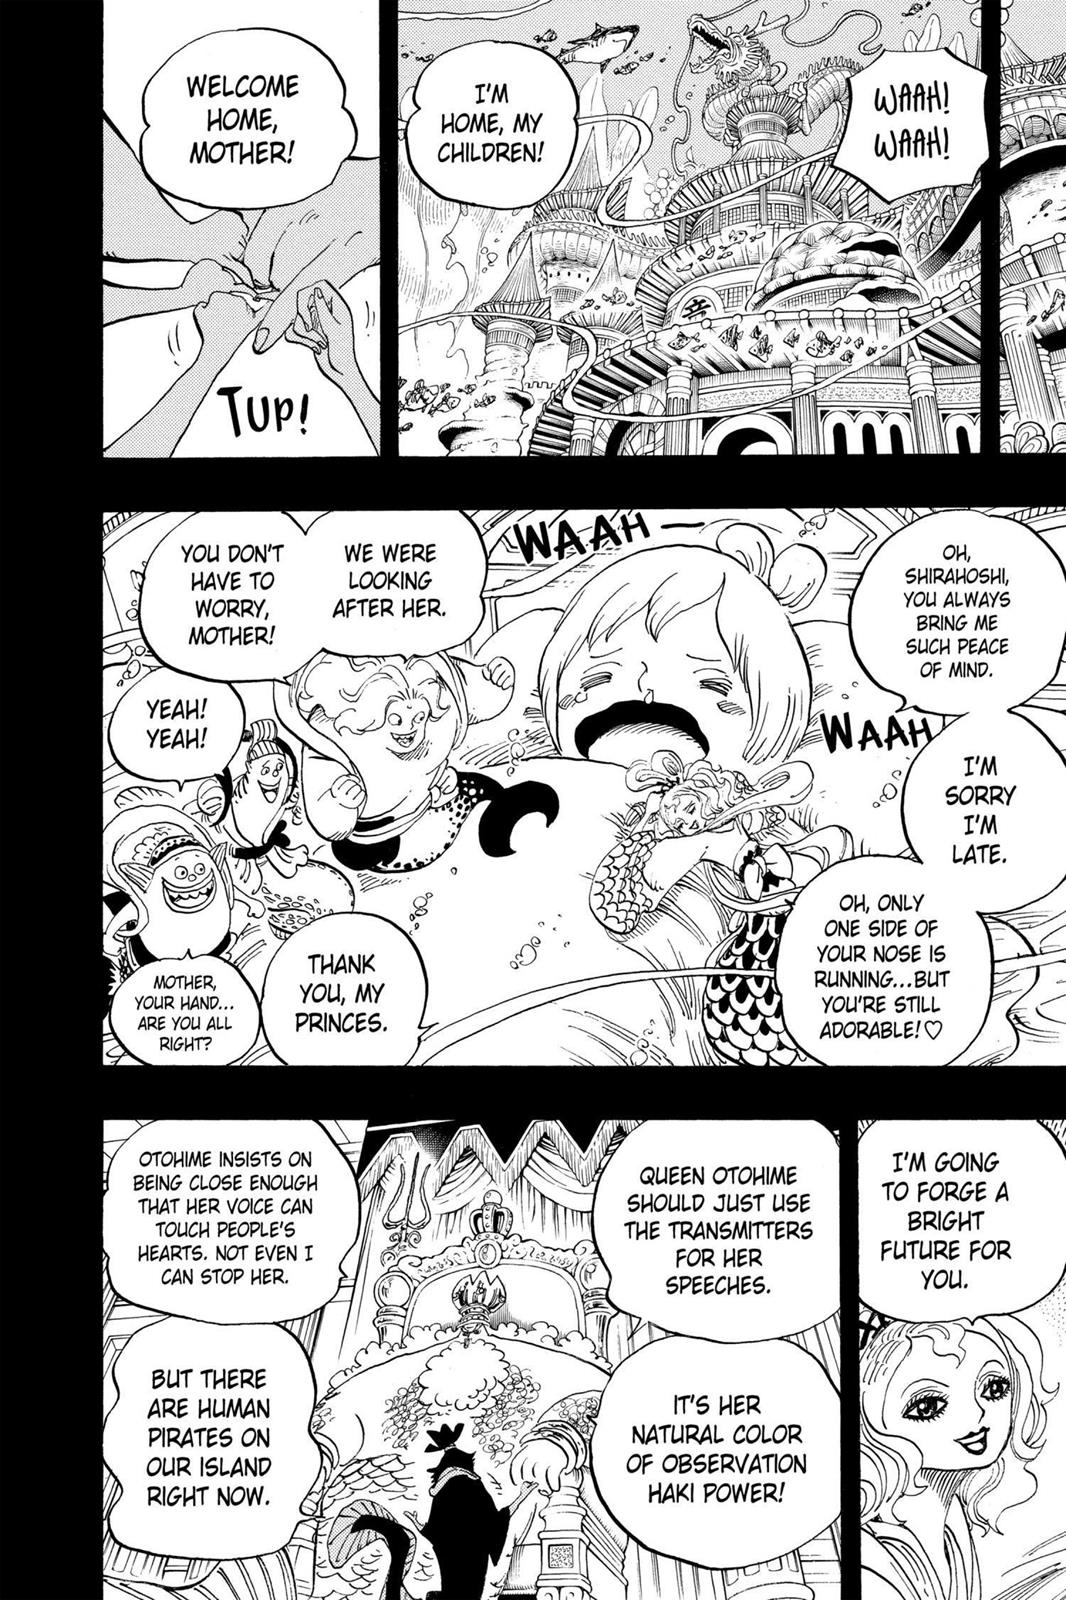 WAAH!
WAAH!
I'M
HOME, MY
CHILDREN!
WELCOME
HOME,
MOTHER!
TUP!
OH,
SHIRAHOSHI,
YOU ALWAYS
BRING ME
SUCH PEACE
OF MIND.
I'M
SORRY
I'M
LATE.
OH, ONLY
ONE SIDE OF
YOUR NOSE IS
RUNNING...BUT
YOU'RE STILL
ADORABLE!♡
WAAH
WAAH —
WE WERE
LOOKING
AFTER HER.
YOU DON'T
HAVE TO
WORRY,
MOTHER!
YEAH!
YEAH!
THANK
YOU, MY
PRINCES.
MOTHER,
YOUR HAND...
ARE YOU ALL
RIGHT?
I'M GOING
TO FORGE A
BRIGHT
FUTURE FOR
YOU.
QUEEN OTOHIME
SHOULD JUST USE
THE TRANSMITTERS
FOR HER
SPEECHES.
IT'S HER
NATURAL COLOR
OF OBSERVATION
HAKI POWER!
OTOHIME INSISTS ON
BEING CLOSE ENOUGH
THAT HER VOICE CAN
TOUCH PEOPLE'S
HEARTS. NOT EVEN I
CAN STOP HER.
BUT THERE
ARE HUMAN
PIRATES ON
OUR ISLAND
RIGHT NOW.